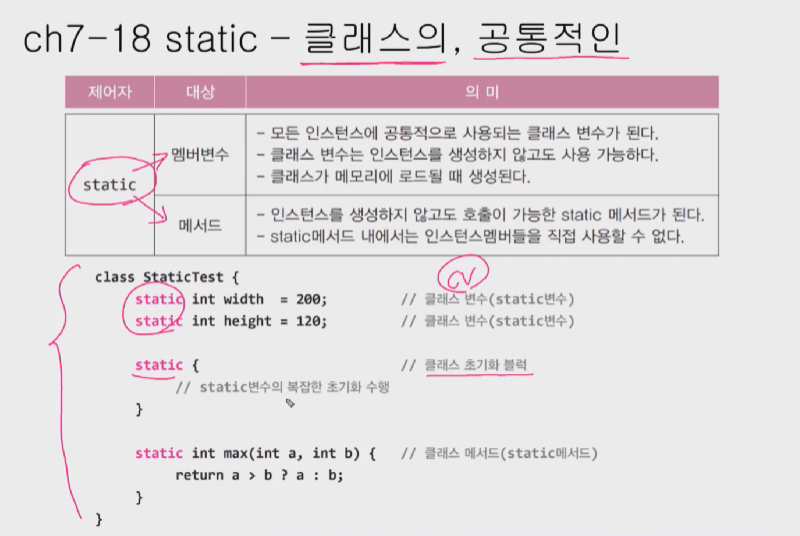 ch7-18 static - 클래스의, 공통적인
제어자 대상 의 미
static
멤버변수
- 모든 인스턴스에 공통적으로 사용되는 클래스 변수가 된다.
- 클래스 변수는 인스턴스를 생성하지 않고도 사용 가능하다.
- 클래스가 메모리에 로드될 때 생성된다.
메서드
- 인스턴스를 생성하지 않고도 호출이 가능한 static 메서드가 된다.
- static메서드 내에서는 인스턴스멤버들을 직접 사용할 수 없다.
cv
class StaticTest {
static int width = 200; // 클래스 변수(static변수)
static int height = 120; // 클래스 변수(static변수)
static { // 클래스 초기화 블럭
// static변수의 복잡한 초기화 수행
}
static int max(int a, int b) { // 클래스 메서드(static메서드)
return a > b ? a : b;
}
}